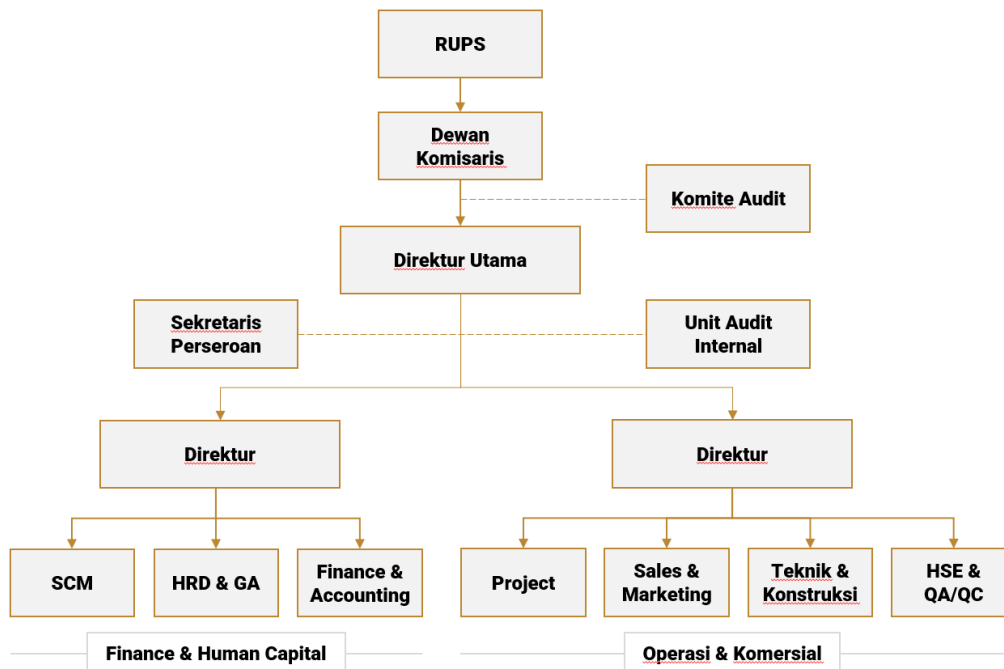 RUPS
Dewan
Komisaris
Komite Audit
Direktur Utama
Sekretaris
Perseroan
Unit Audit
Internal
Direktur
Direktur
SCM
HRD & GA
Finance &
Accounting
Project
Sales &
Marketing
Teknik &
Konstruksi
HSE &
QA/QC
Finance & Human Capital
Operasi & Komersial